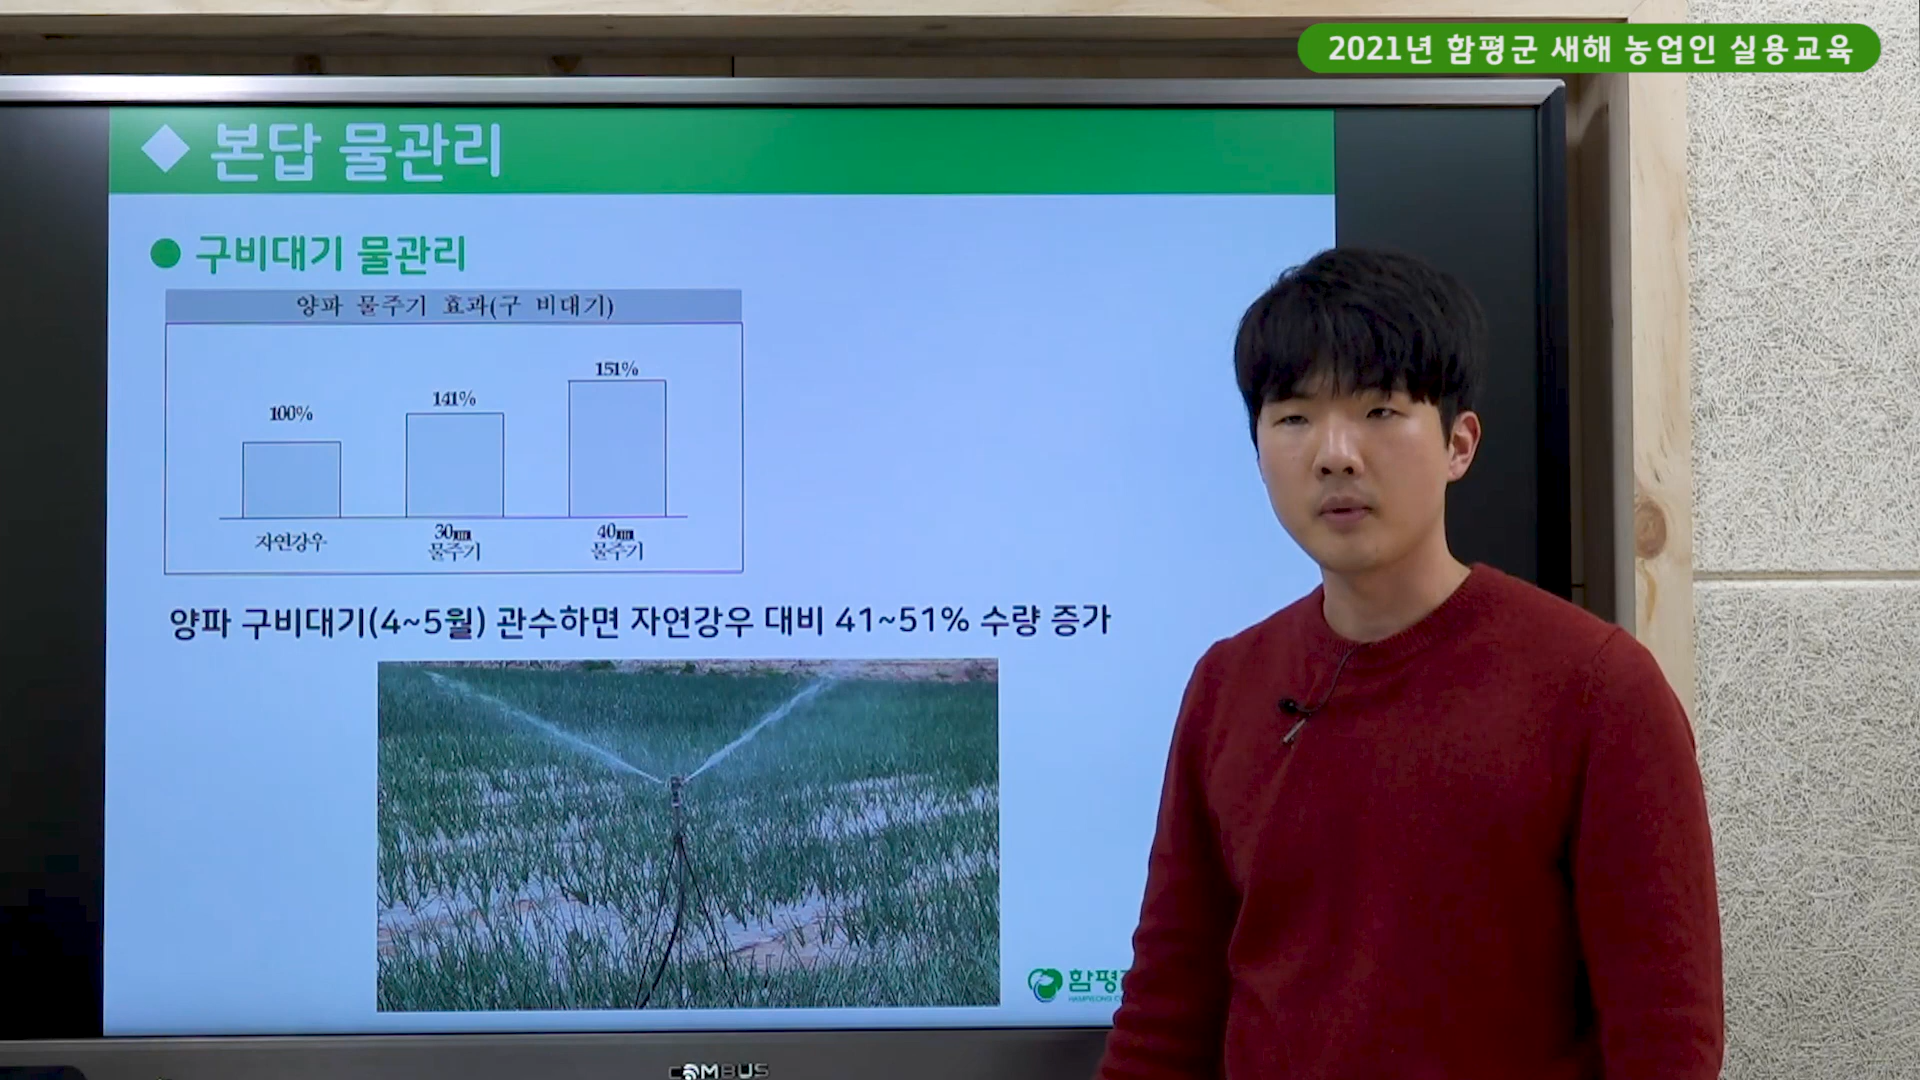 2021년 함평군 새해 농업인 실용교육
◆ 본답 물관리
● 구비대기 물관리
양파 물주기 효과(구 비대기)
100%
141%
151%
자연강우
30㎜
물주기
40㎜
물주기
양파 구비대기(4~5월) 관수하면 자연강우 대비 41~51% 수량 증가
함평
COMBUS